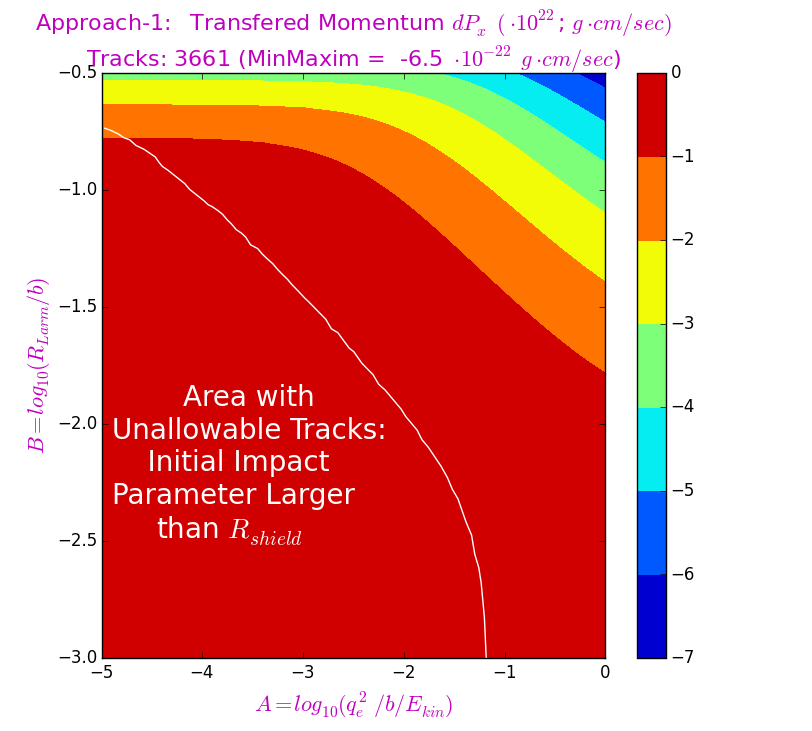 Approach-1: Transfered Momentum dPₓ ( ·10²²; g·cm/sec)
Tracks: 3661 (MinMaxim = -6.5 ·10⁻²² g·cm/sec)
−0.5
−1.0
−1.5
−2.0
−2.5
−3.0
B=log₁₀(R_Larm/b)
Area with
Unallowable Tracks:
Initial Impact
Parameter Larger
than R_shield
−5 −4 −3 −2 −1 0
A=log₁₀(qₑ²/b/E_kin)
0
−1
−2
−3
−4
−5
−6
−7